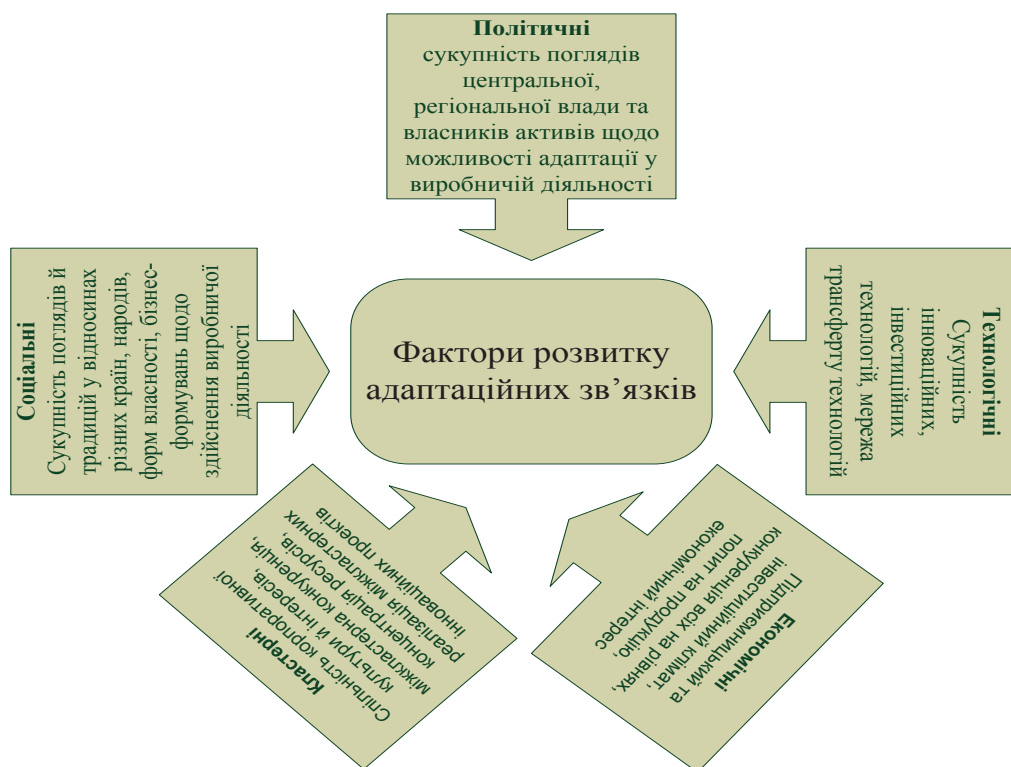 Політичні
сукупність поглядів
центральної,
регіональної влади та
власників активів щодо
можливості адаптації у
виробничій діяльності
Соціальні
Сукупність поглядів й
традицій у відносинах
різних країн, народів,
форм власності, бізнес-
формувань щодо
здійснення виробничої
діяльності
Фактори розвитку
адаптаційних зв’язків
Технологічні
Сукупність
інноваційних,
інвестиційних
технологій, мережа
трансферту технологій
Кластерні
Спільність корпоративної
культури й інтересів,
міжкластерна конкуренція,
концентрація ресурсів,
реалізація міжкластерних
інноваційних проектів
Економічні
Підприємницький та
інвестиційний клімат,
конкуренція всіх на рівнях,
попит на продукцію,
економічний інтерес